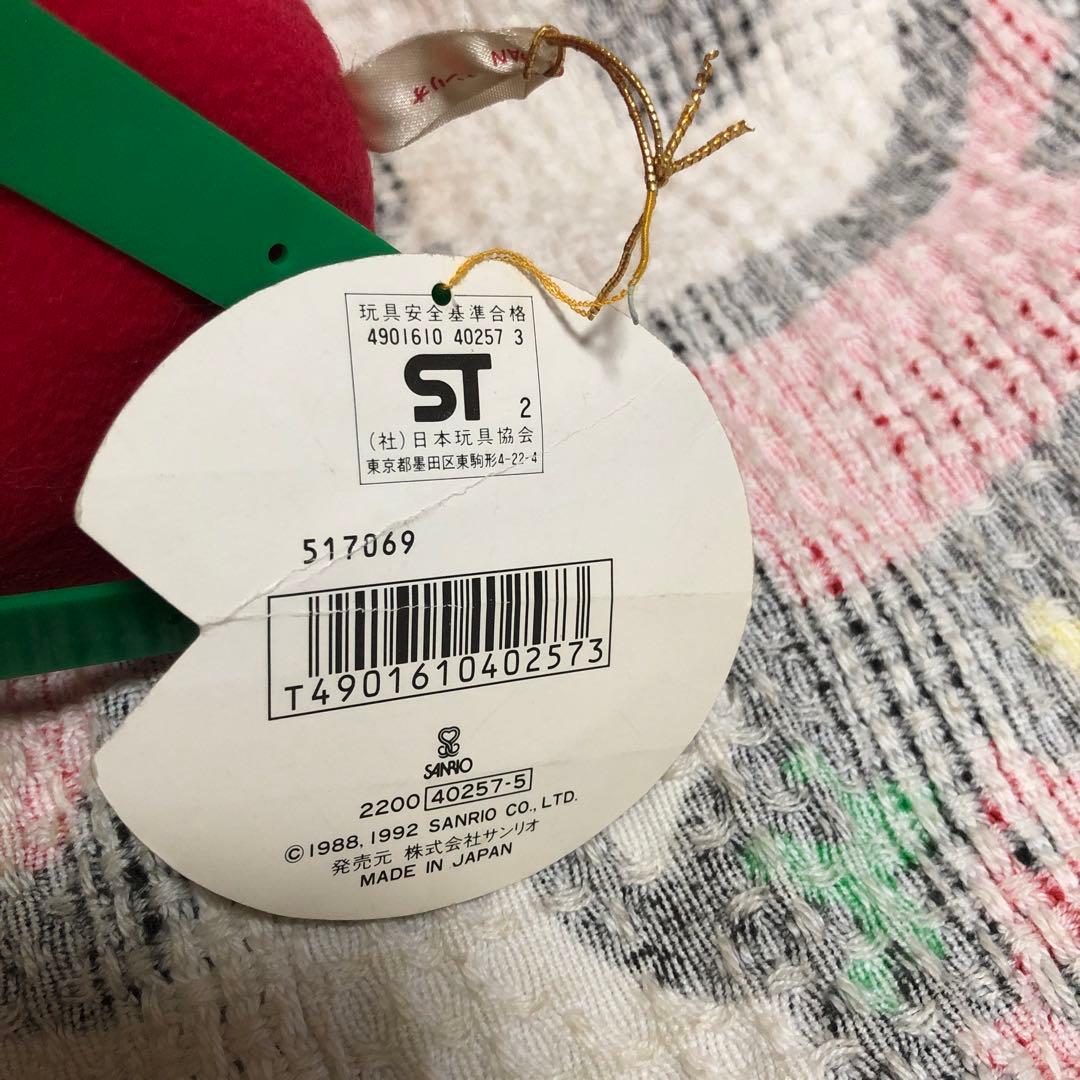 玩具安全基準合格
4901610 40257 3
ST 2
(社)日本玩具協会
東京都墨田区東駒形4-22-4
517069
T4901610402573
SANRIO
2200 40257-5
©1988, 1992 SANRIO CO., LTD.
発売元 株式会社サンリオ
MADE IN JAPAN